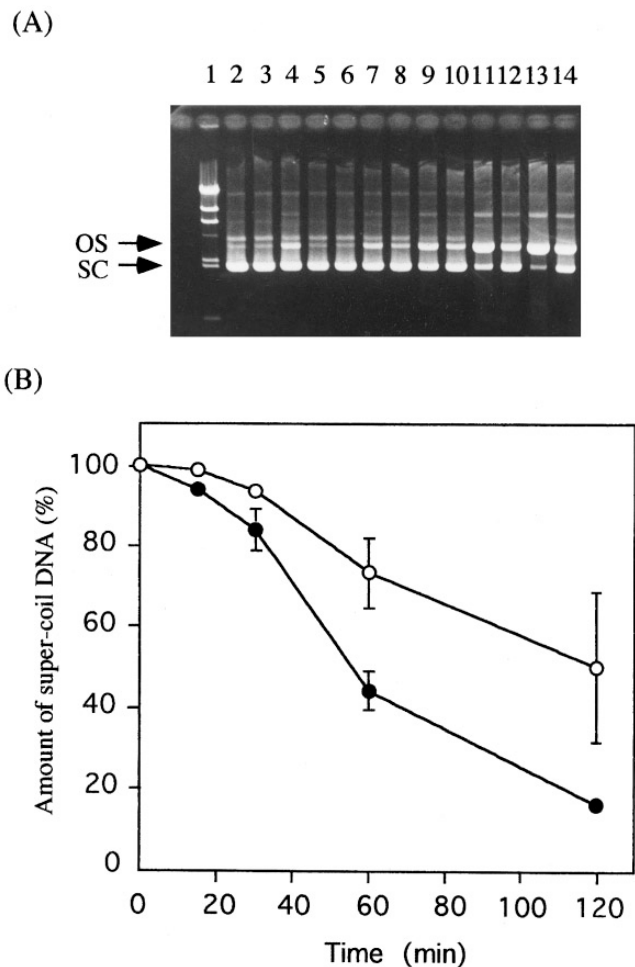 (A)
1 2 3 4 5 6 7 8 9 10 11 12 13 14
OS
SC
(B)
Amount of super-coil DNA (%)
100
80
60
40
20
0
0 20 40 60 80 100 120
Time (min)